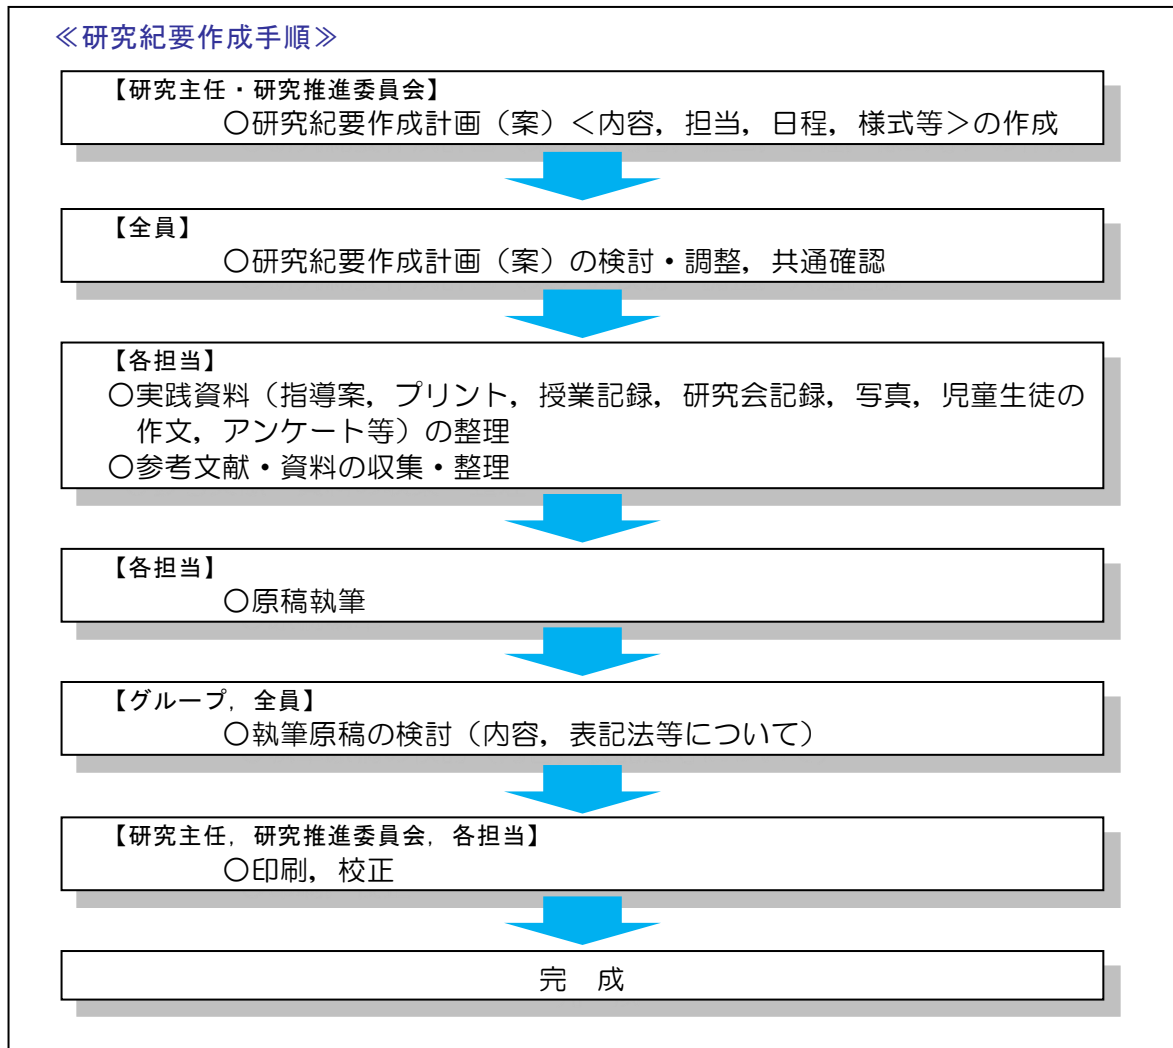 ≪研究紀要作成手順≫
【研究主任・研究推進委員会】
○研究紀要作成計画（案）＜内容，担当，日程，様式等＞の作成
【全員】
○研究紀要作成計画（案）の検討・調整，共通確認
【各担当】
○実践資料（指導案，プリント，授業記録，研究会記録，写真，児童生徒の
作文，アンケート等）の整理
○参考文献・資料の収集・整理
【各担当】
○原稿執筆
【グループ，全員】
○執筆原稿の検討（内容，表記法等について）
【研究主任，研究推進委員会，各担当】
○印刷，校正
完　成